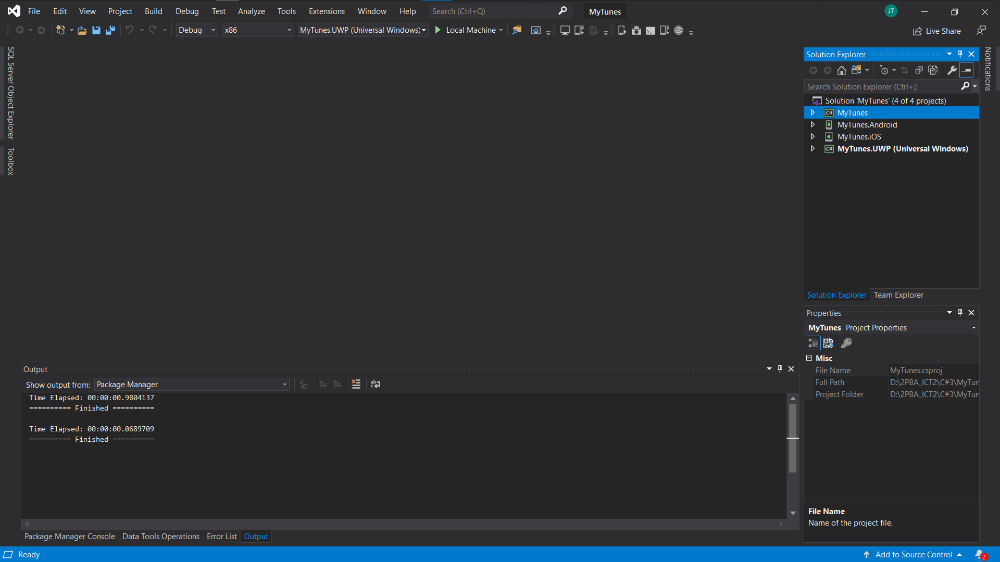 File Edit View Project Build Debug Test Analyze Tools Extensions Window Help Search (Ctrl+Q) MyTunes JT
Debug x86 MyTunes.UWP (Universal Windows) Local Machine Live Share
SQL Server Object Explorer
Toolbox
Solution Explorer
Search Solution Explorer (Ctrl+;)
Solution 'MyTunes' (4 of 4 projects)
C# MyTunes
MyTunes.Android
MyTunes.iOS
C# MyTunes.UWP (Universal Windows)
Solution Explorer Team Explorer
Notifications
Properties
MyTunes Project Properties
Misc
File Name MyTunes.csproj
Full Path D:\2PBA_ICT2\C#3\MyTun
Project Folder D:\2PBA_ICT2\C#3\MyTun
File Name
Name of the project file.
Output
Show output from: Package Manager
Time Elapsed: 00:00:00.9804137
========== Finished ==========
Time Elapsed: 00:00:00.0689709
========== Finished ==========
Package Manager Console Data Tools Operations Error List Output
Ready Add to Source Control 2